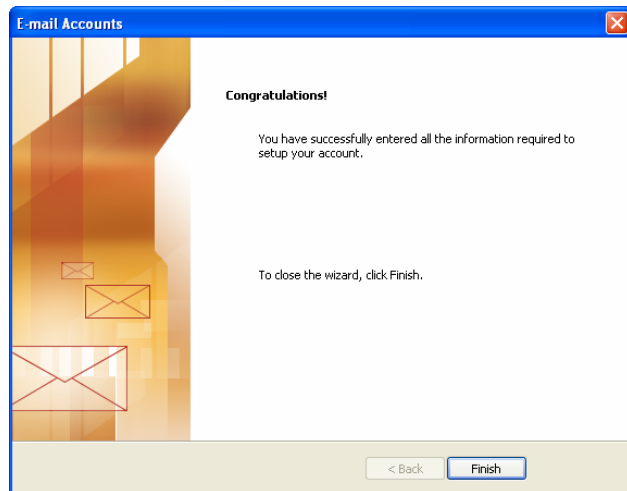 E-mail Accounts
Congratulations!
You have successfully entered all the information required to
setup your account.
To close the wizard, click Finish.
< Back
Finish